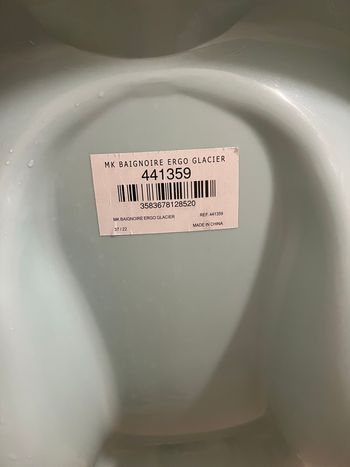 MK BAIGNOIRE ERGO GLACIER
441359
3583678128520
MK BAIGNOIRE ERGO GLACIER REF 441359
37 / 22 MADE IN CHINA